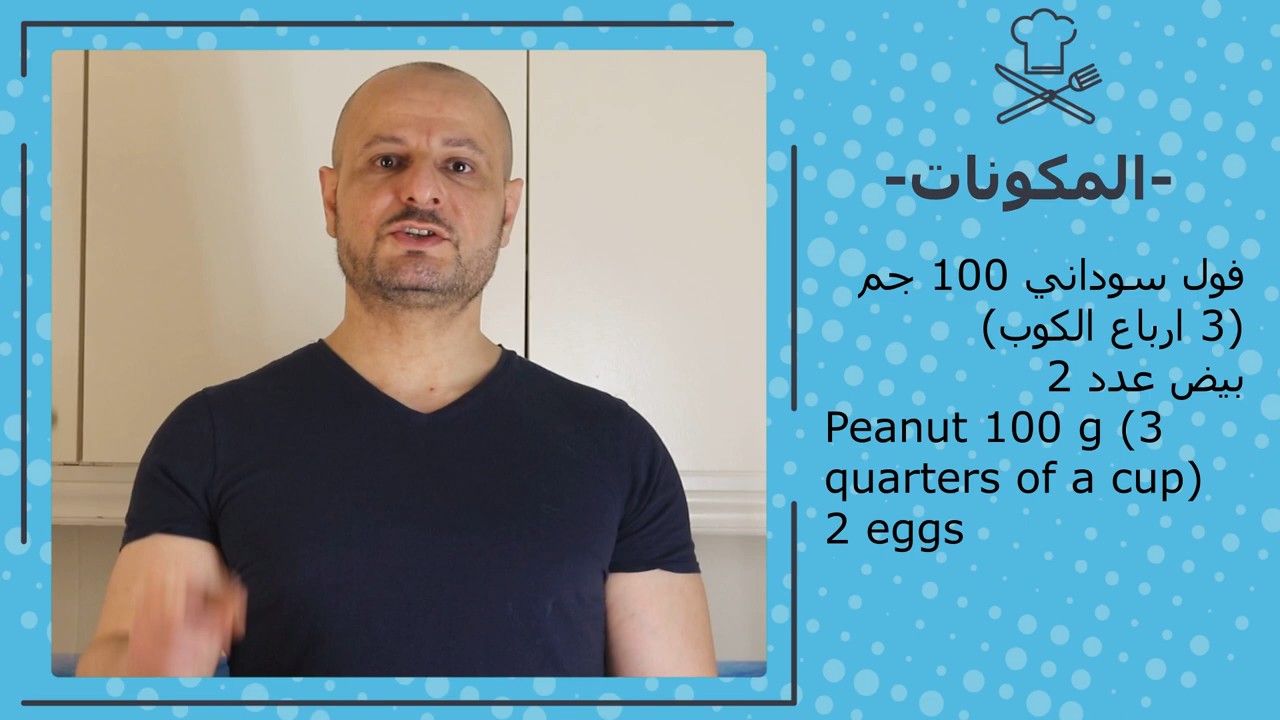 -المكونات-
فول سوداني 100 جم
(3 ارباع الكوب)
بيض عدد 2
Peanut 100 g (3
quarters of a cup)
2 eggs